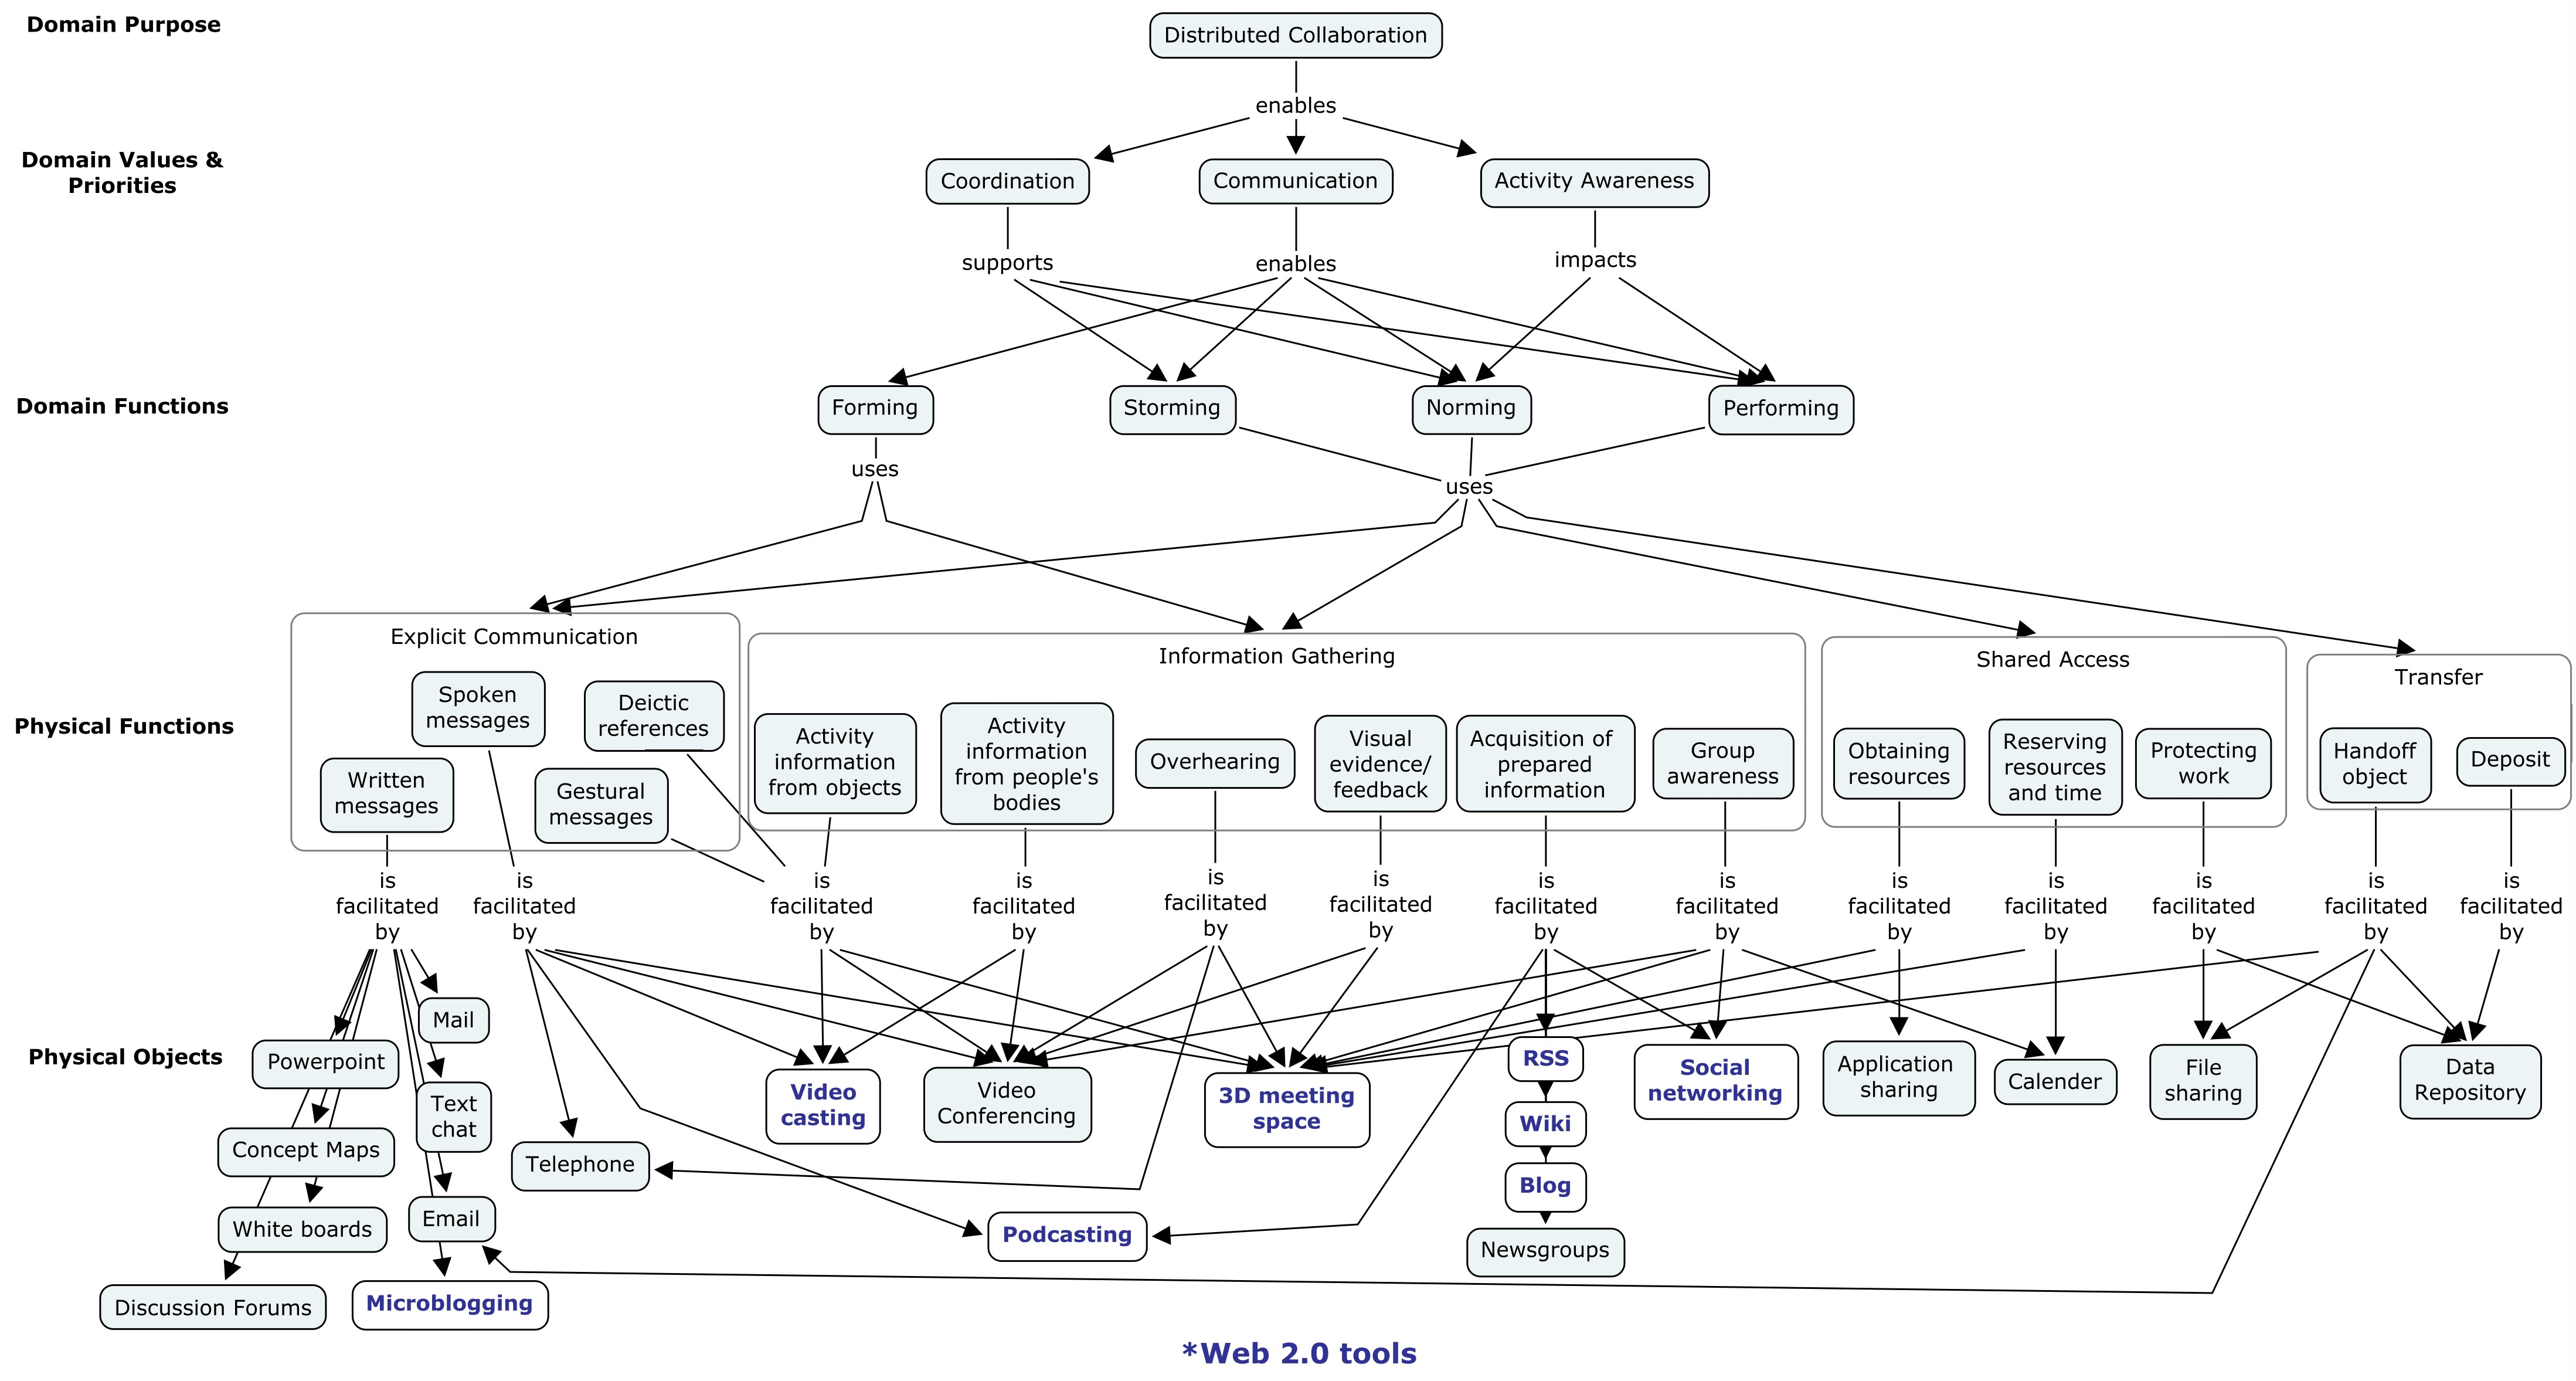 Domain Purpose
Distributed Collaboration
enables
Domain Values &
Priorities
Coordination
Communication
Activity Awareness
supports
enables
impacts
Domain Functions
Forming
Storming
Norming
Performing
uses
uses
Explicit Communication
Information Gathering
Shared Access
Transfer
Physical Functions
Spoken
messages
Deictic
references
Written
messages
Gestural
messages
Activity
information
from objects
Activity
information
from people's
bodies
Overhearing
Visual
evidence/
feedback
Acquisition of
prepared
information
Group
awareness
Obtaining
resources
Reserving
resources
and time
Protecting
work
Handoff
object
Deposit
is
facilitated
by
is
facilitated
by
is
facilitated
by
is
facilitated
by
is
facilitated
by
is
facilitated
by
is
facilitated
by
is
facilitated
by
is
facilitated
by
is
facilitated
by
is
facilitated
by
is
facilitated
by
is
facilitated
by
Physical Objects
Mail
Powerpoint
Text
chat
Concept Maps
Email
White boards
Discussion Forums
Microblogging
Telephone
Video
casting
Video
Conferencing
Podcasting
3D meeting
space
RSS
Wiki
Blog
Newsgroups
Social
networking
Application
sharing
Calender
File
sharing
Data
Repository
*Web 2.0 tools